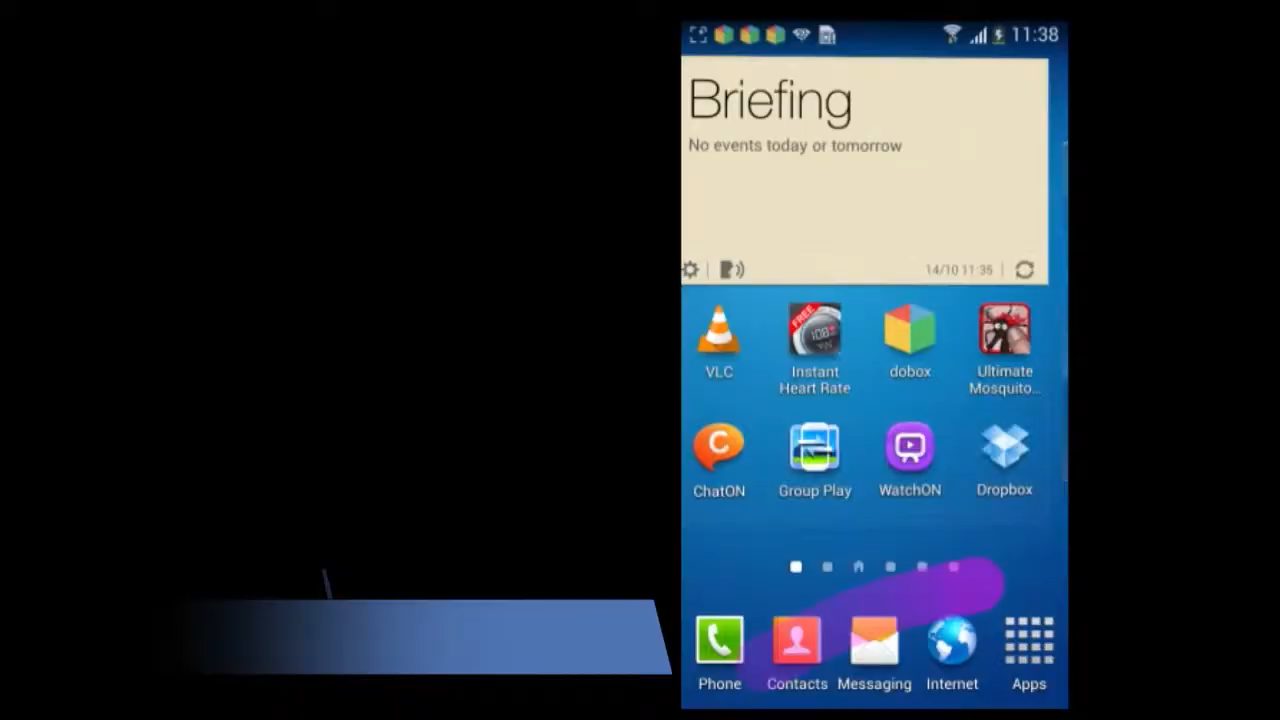 11:38
Briefing
No events today or tomorrow
14/10 11:35
VLC
FREE
Instant
Heart Rate
dobox
Ultimate
Mosquito...
C
ChatON
Group Play
WatchON
Dropbox
Phone
Contacts
Messaging
Internet
Apps